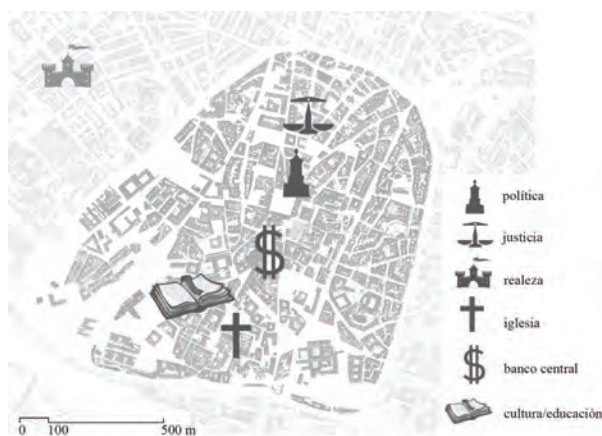 política
justicia
realeza
iglesia
banco central
cultura/educación
0 100 500 m